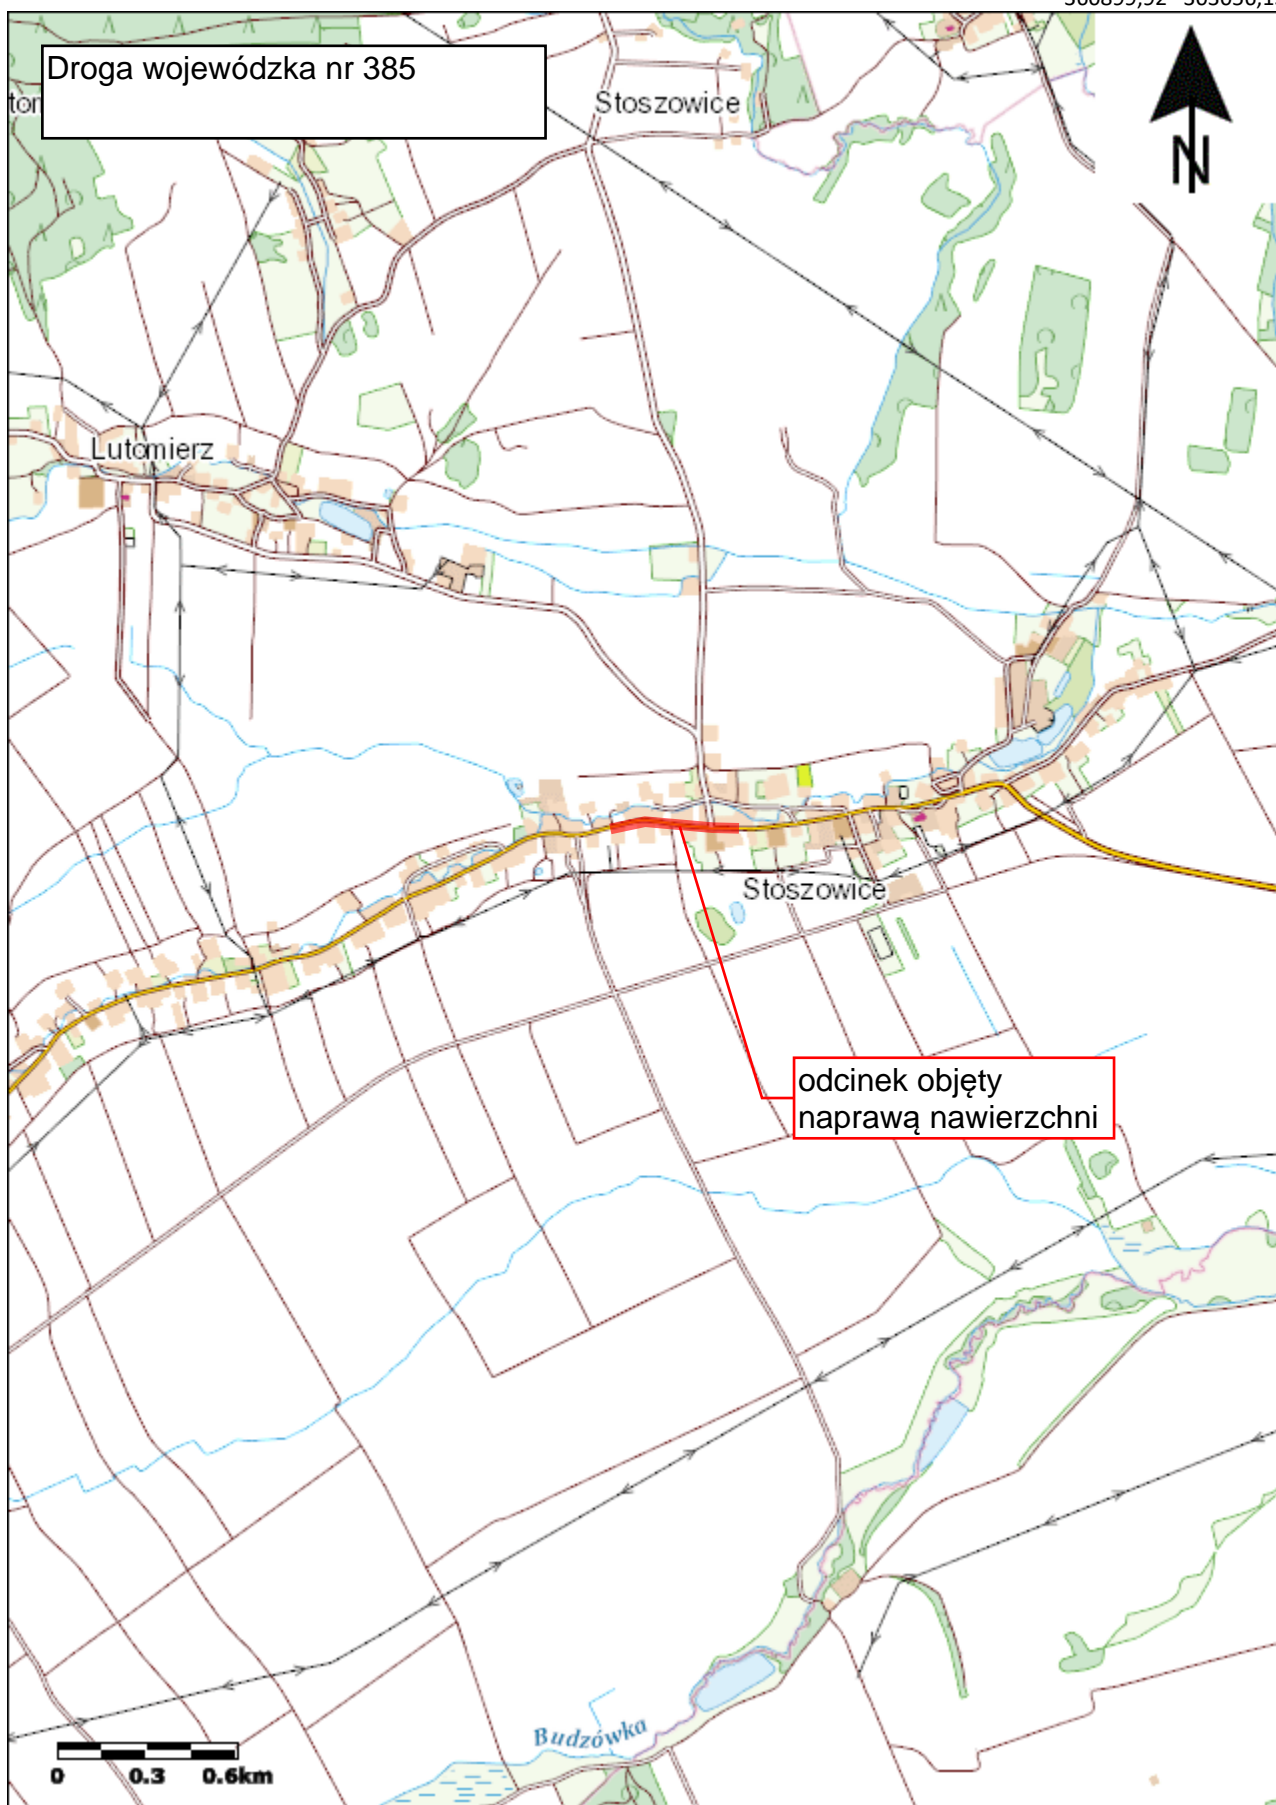 Droga wojewódzka nr 385
Stoszowice
N
Lutomierz
Stoszowice
odcinek objęty
naprawą nawierzchni
Budzówka
0 0.3 0.6km